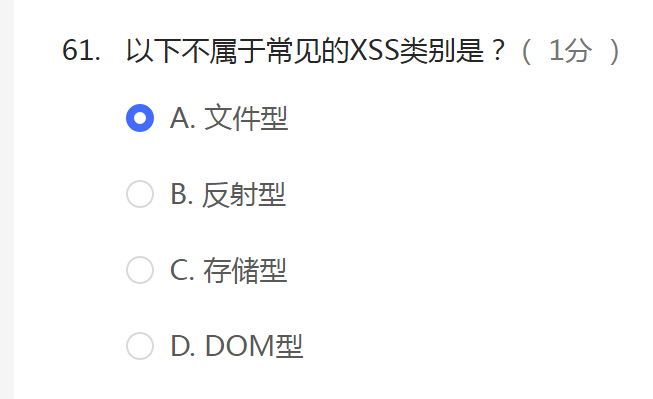 61. 以下不属于常见的XSS类别是？（ 1分 ）
A. 文件型
B. 反射型
C. 存储型
D. DOM型